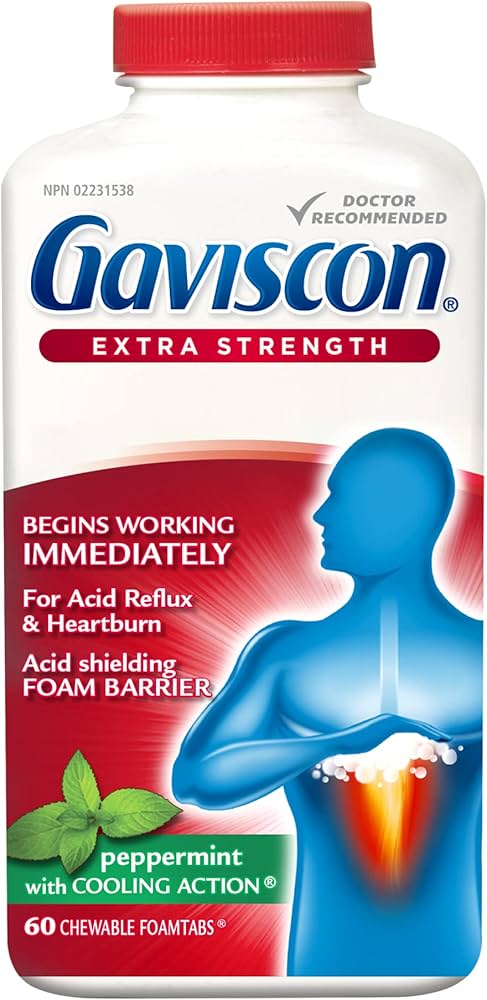 NPN 02231538
DOCTOR
RECOMMENDED
Gaviscon®
EXTRA STRENGTH
BEGINS WORKING
IMMEDIATELY
For Acid Reflux
& Heartburn
Acid shielding
FOAM BARRIER
peppermint
with COOLING ACTION®
60 CHEWABLE FOAMTABS®